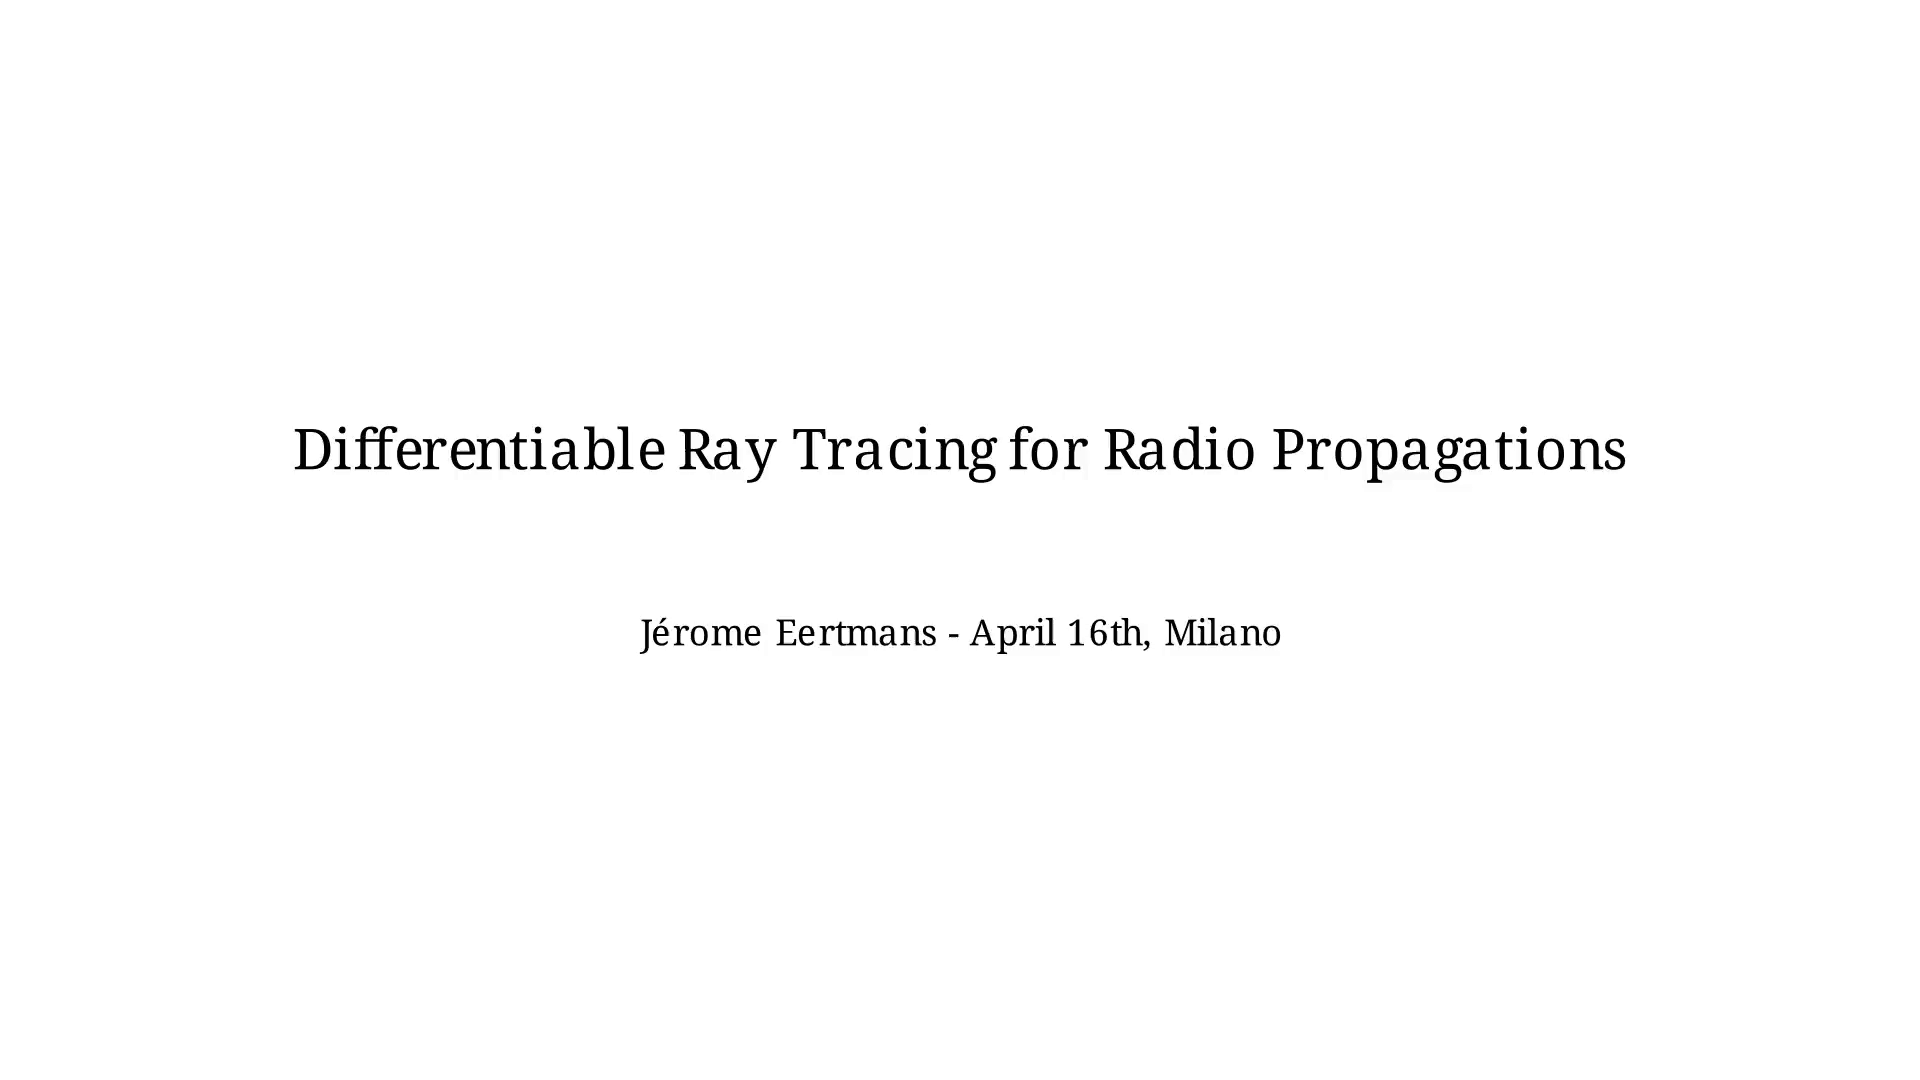 Differentiable Ray Tracing for Radio Propagations
Jérome Eertmans - April 16th, Milano